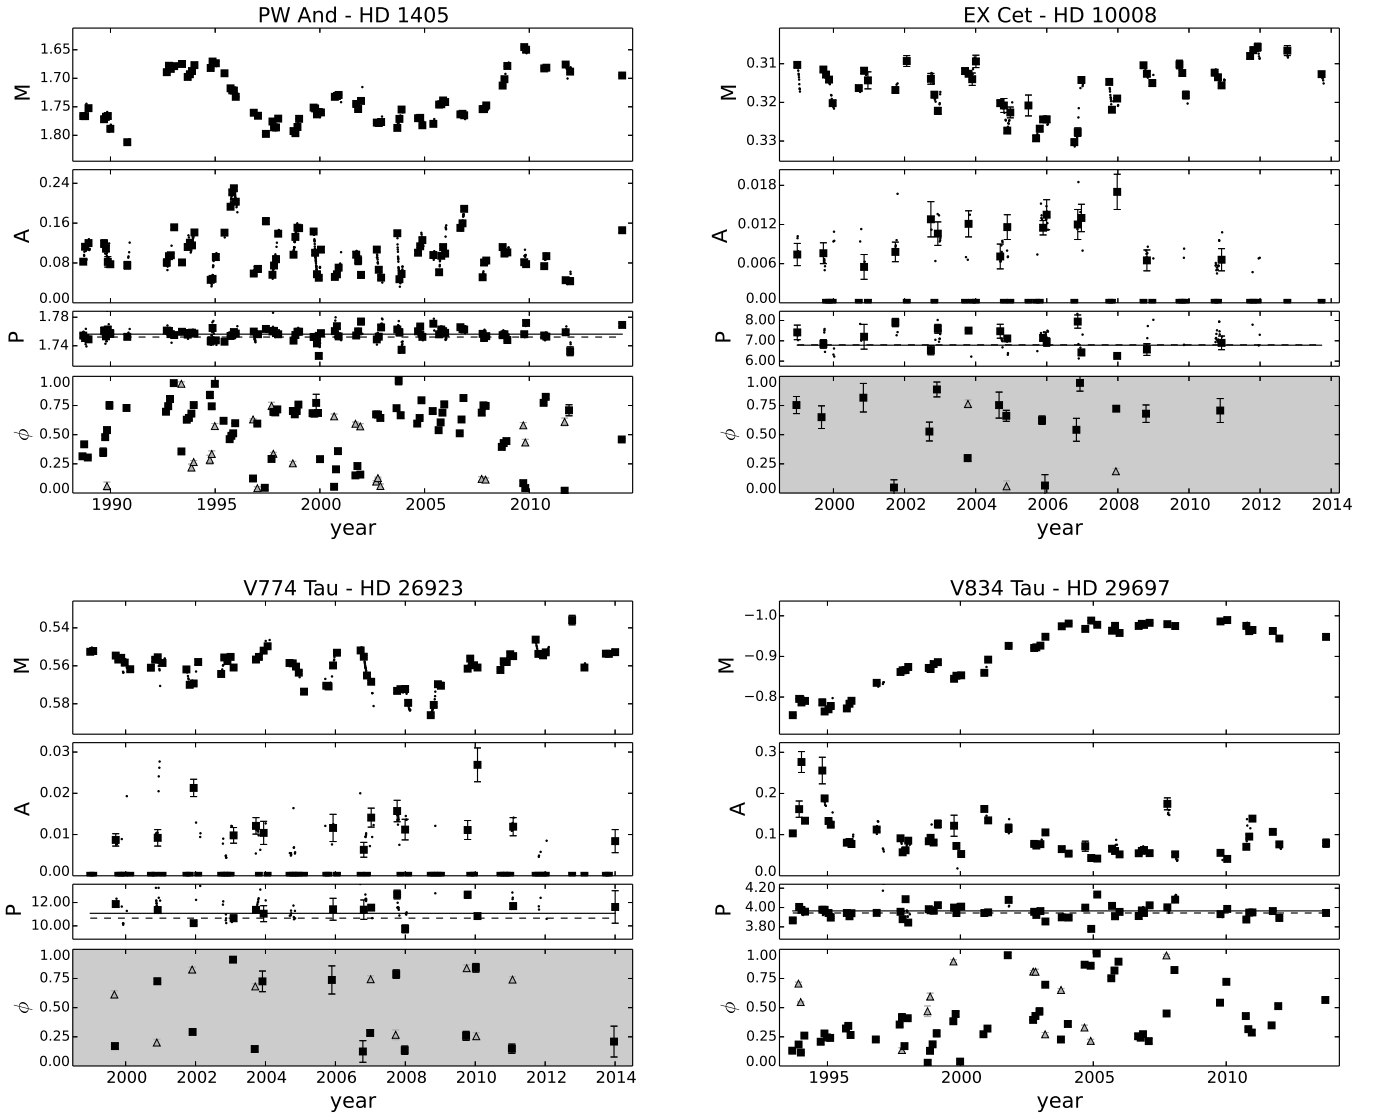 PW And - HD 1405
M
1.65
1.70
1.75
1.80
A
0.24
0.16
0.08
0.00
P
1.78
1.74
ϕ
1.00
0.75
0.50
0.25
0.00
1990 1995 2000 2005 2010
year
EX Cet - HD 10008
M
0.31
0.32
0.33
A
0.018
0.012
0.006
0.00
P
8.00
7.00
6.00
ϕ
1.00
0.75
0.50
0.25
0.00
2000 2002 2004 2006 2008 2010 2012 2014
year
V774 Tau - HD 26923
M
0.54
0.56
0.58
A
0.03
0.02
0.01
0.00
P
12.00
10.00
ϕ
1.00
0.75
0.50
0.25
0.00
2000 2002 2004 2006 2008 2010 2012 2014
year
V834 Tau - HD 29697
M
−1.0
−0.9
−0.8
A
0.3
0.2
0.1
0.0
P
4.20
4.00
3.80
ϕ
1.00
0.75
0.50
0.25
0.00
1995 2000 2005 2010
year